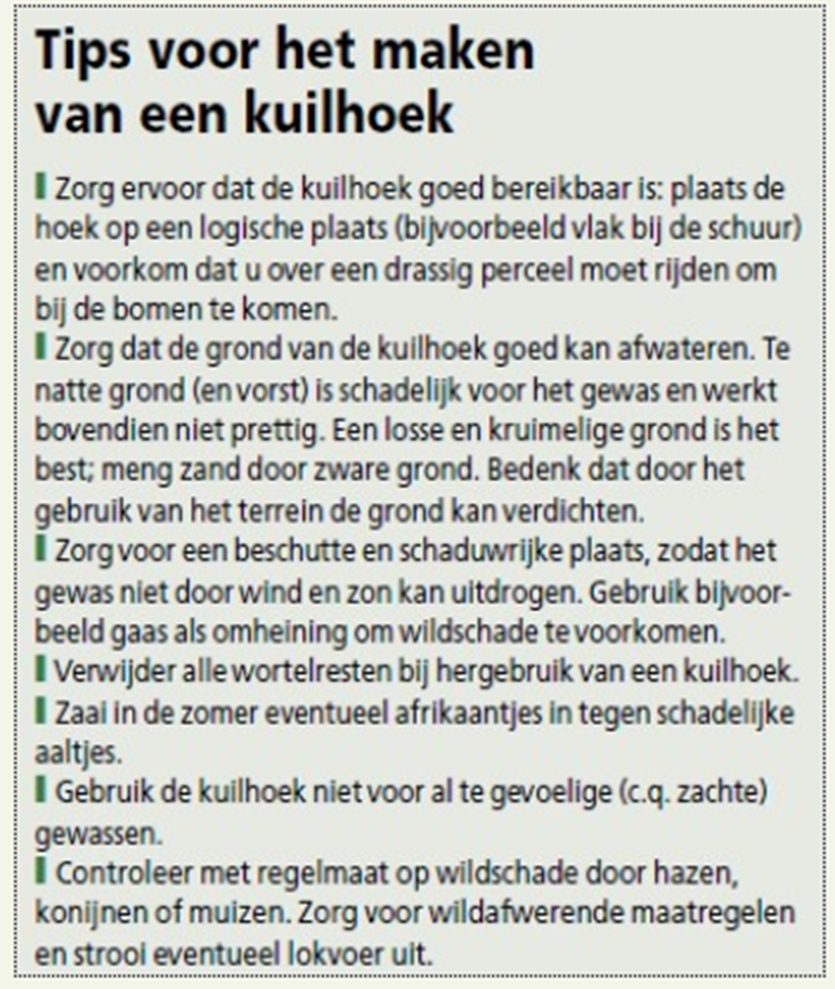 Tips voor het maken
van een kuilhoek
Zorg ervoor dat de kuilhoek goed bereikbaar is: plaats de
hoek op een logische plaats (bijvoorbeeld vlak bij de schuur)
en voorkom dat u over een drassig perceel moet rijden om
bij de bomen te komen.
Zorg dat de grond van de kuilhoek goed kan afwateren. Te
natte grond (en vorst) is schadelijk voor het gewas en werkt
bovendien niet prettig. Een losse en kruimelige grond is het
best; meng zand door zware grond. Bedenk dat door het
gebruik van het terrein de grond kan verdichten.
Zorg voor een beschutte en schaduwrijke plaats, zodat het
gewas niet door wind en zon kan uitdrogen. Gebruik bijvoor-
beeld gaas als omheining om wildschade te voorkomen.
Verwijder alle wortelresten bij hergebruik van een kuilhoek.
Zaai in de zomer eventueel afrikaantjes in tegen schadelijke
aaltjes.
Gebruik de kuilhoek niet voor al te gevoelige (c.q. zachte)
gewassen.
Controleer met regelmaat op wildschade door hazen,
konijnen of muizen. Zorg voor wildafwerende maatregelen
en strooi eventueel lokvoer uit.